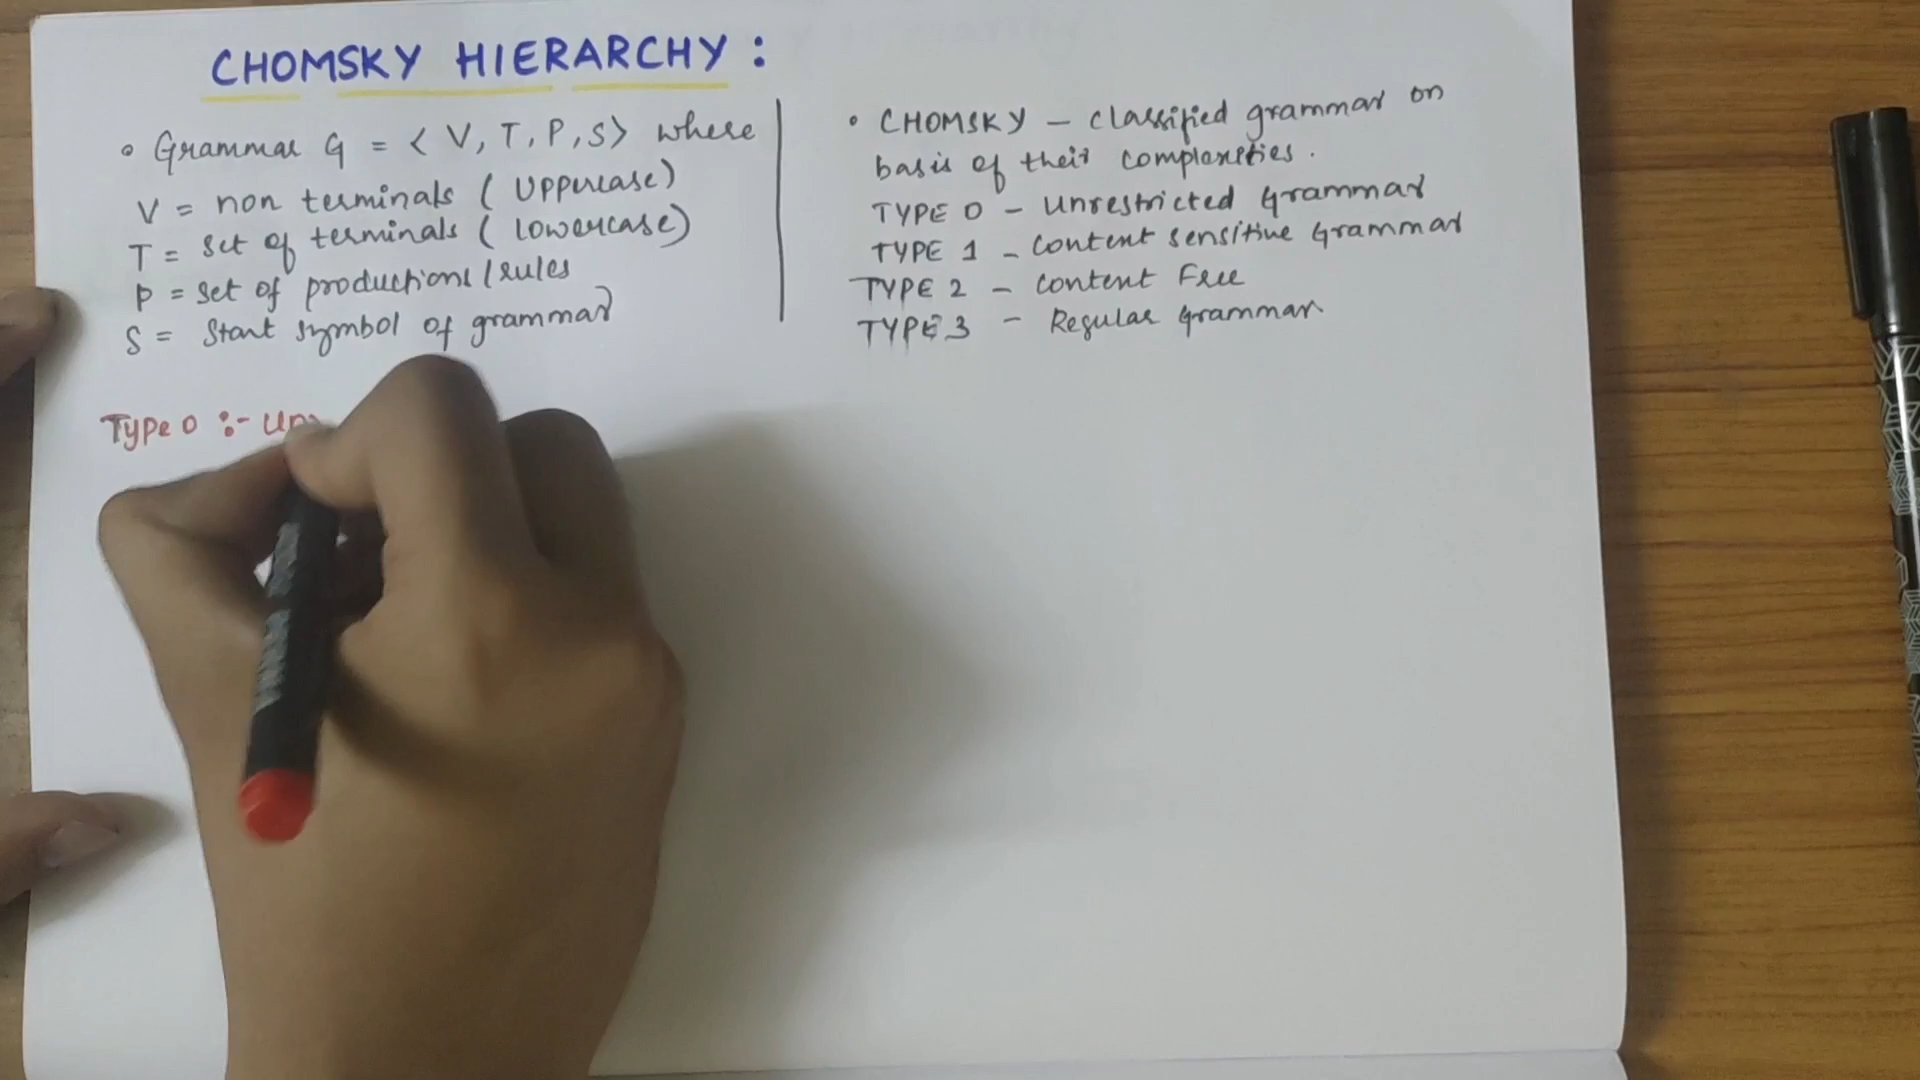 CHOMSKY HIERARCHY :
• Grammar G = < V, T, P, S> where
V = non terminals ( Uppercase)
T = set of terminals ( lowercase)
P = set of productions / rules
S = Start symbol of grammar
• CHOMSKY - classified grammar on
basis of their complexities .
TYPE 0 - Unrestricted Grammar
TYPE 1 - Content sensitive Grammar
TYPE 2 - Content Free
TYPE 3 - Regular Grammar
Type 0 :- Un